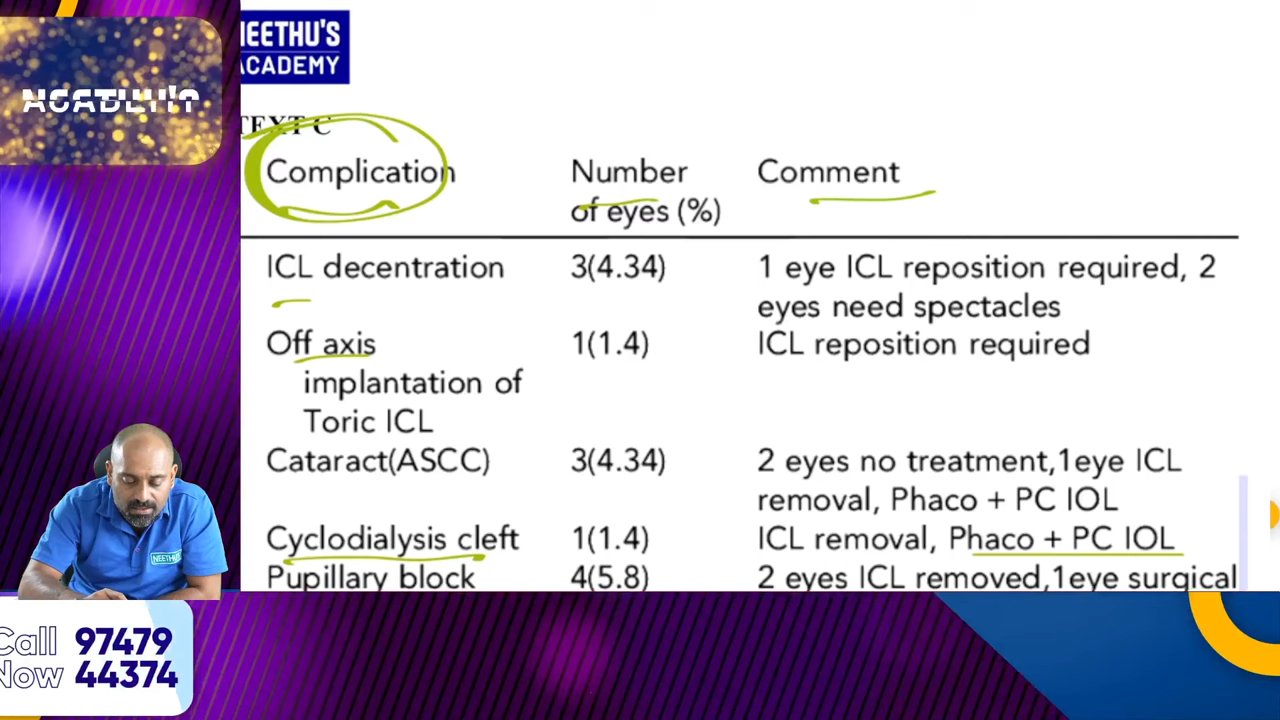 NEETHU'S
ACADEMY
TEXT C
Complication Number Comment
of eyes (%)
ICL decentration 3(4.34) 1 eye ICL reposition required, 2
eyes need spectacles
Off axis 1(1.4) ICL reposition required
implantation of
Toric ICL
Cataract(ASCC) 3(4.34) 2 eyes no treatment,1eye ICL
removal, Phaco + PC IOL
Cyclodialysis cleft 1(1.4) ICL removal, Phaco + PC IOL
Pupillary block 4(5.8) 2 eyes ICL removed,1eye surgical
NEETHU'S
Call 97479
Now 44374